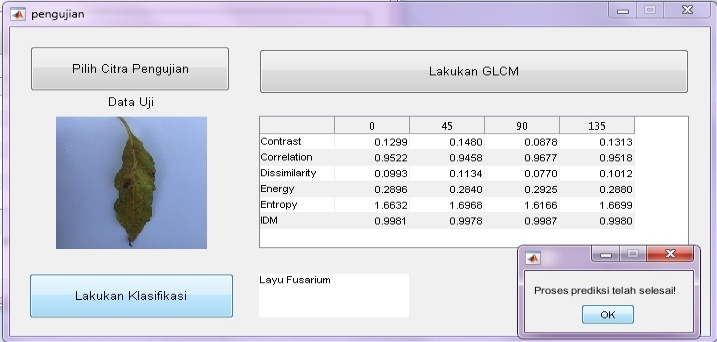 pengujian
Pilih Citra Pengujian
Lakukan GLCM
Data Uji
0 45 90 135
Contrast 0.1299 0.1480 0.0878 0.1313
Correlation 0.9522 0.9458 0.9677 0.9518
Dissimilarity 0.0993 0.1134 0.0770 0.1012
Energy 0.2896 0.2840 0.2925 0.2880
Entropy 1.6632 1.6968 1.6166 1.6699
IDM 0.9981 0.9978 0.9987 0.9980
Lakukan Klasifikasi
Layu Fusarium
Proses prediksi telah selesai!
OK